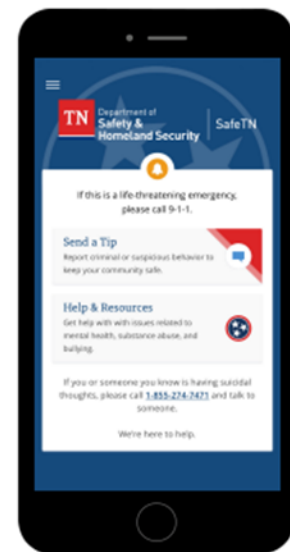 TN
Department of
Safety &
Homeland Security
SafeTN
If this is a life-threatening emergency,
please call 9-1-1.
Send a Tip
Report criminal or suspicious behavior to
keep your community safe.
Help & Resources
Get help with with issues related to
mental health, substance abuse, and
bullying.
If you or someone you know is having suicidal
thoughts, please call 1-855-274-7471 and talk to
someone.
We're here to help.